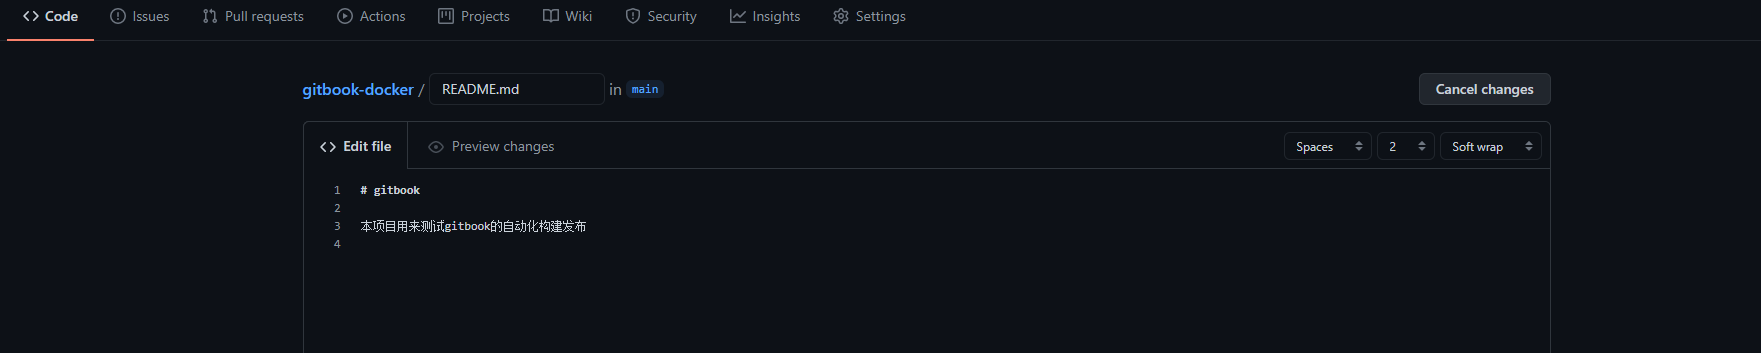 Code Issues Pull requests Actions Projects Wiki Security Insights Settings
gitbook-docker / README.md in main Cancel changes
Edit file Preview changes Spaces 2 Soft wrap
1 # gitbook
2
3 本项目用来测试gitbook的自动化构建发布
4